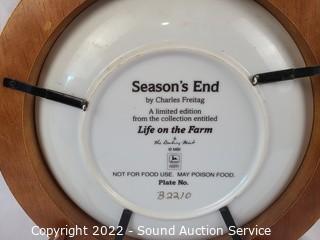 Season's End
by Charles Freitag
A limited edition
from the collection entitled
Life on the Farm
The Danbury Mint
NOT FOR FOOD USE. MAY POISON FOOD.
Plate No.
B2210
Copyright 2022 - Sound Auction Service